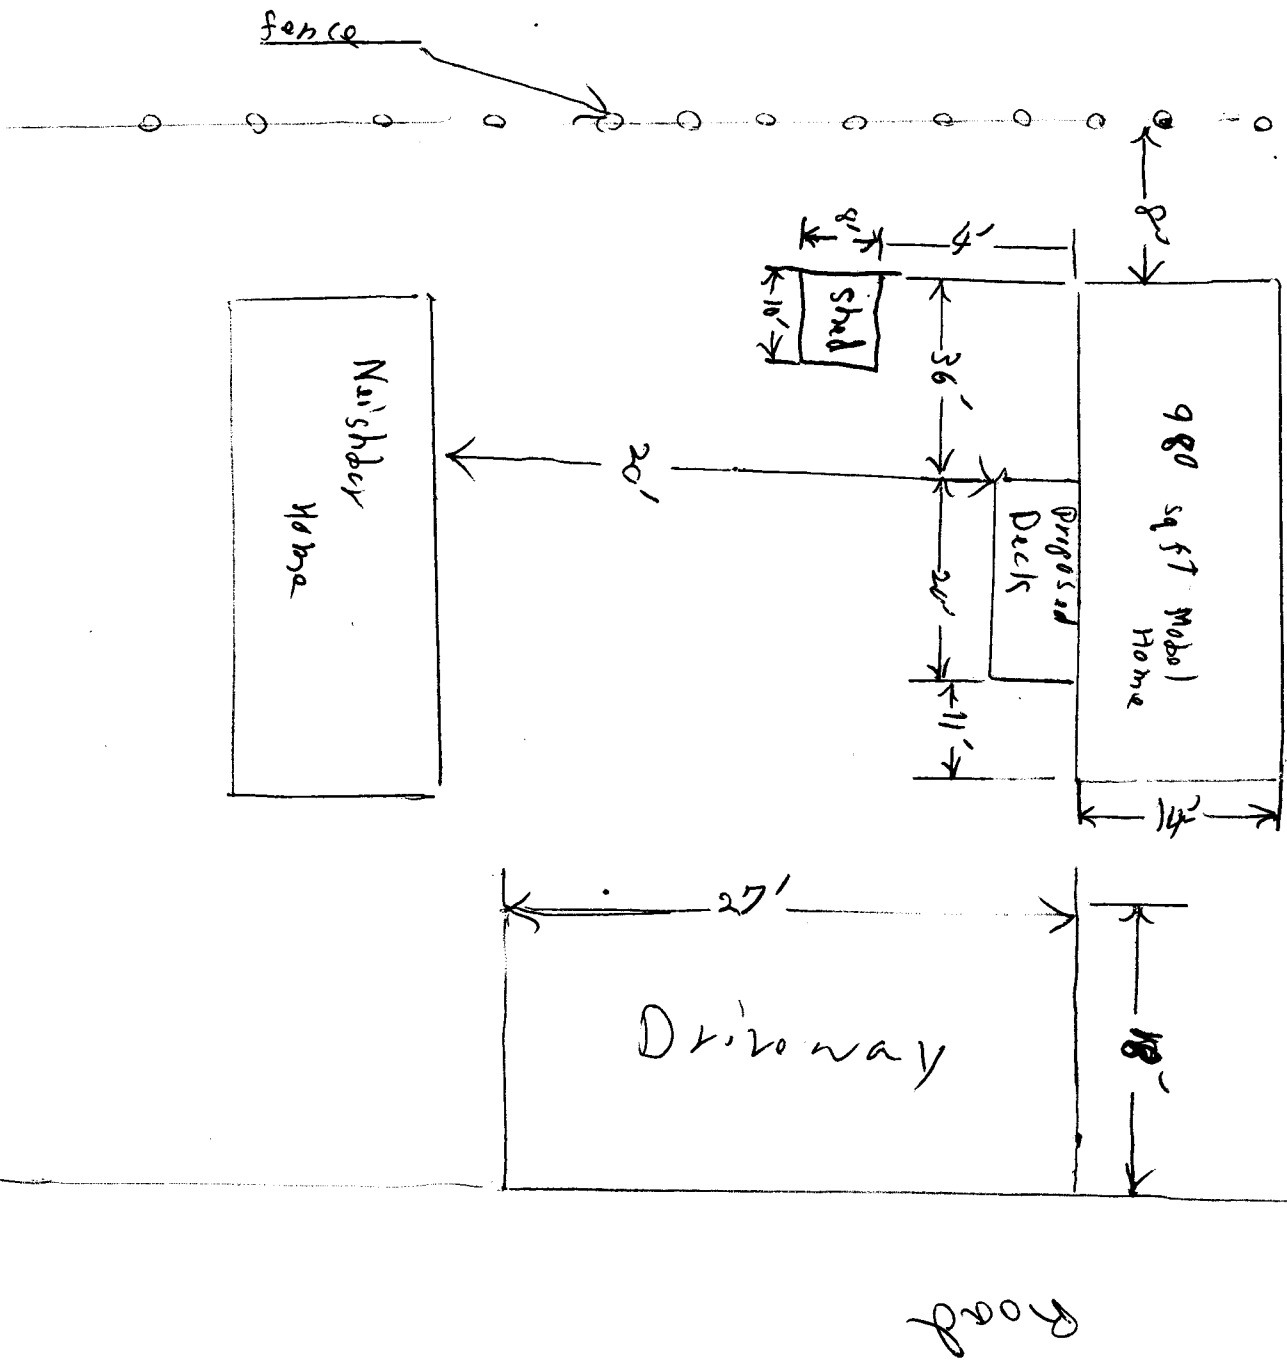 fence
8'
8'
4'
10'
Shed
36'
980 sq ft Mobol
Home
Neighbor
Home
20'
Proposed
Deck
20'
11'
14'
27'
Driveway
18'
Road